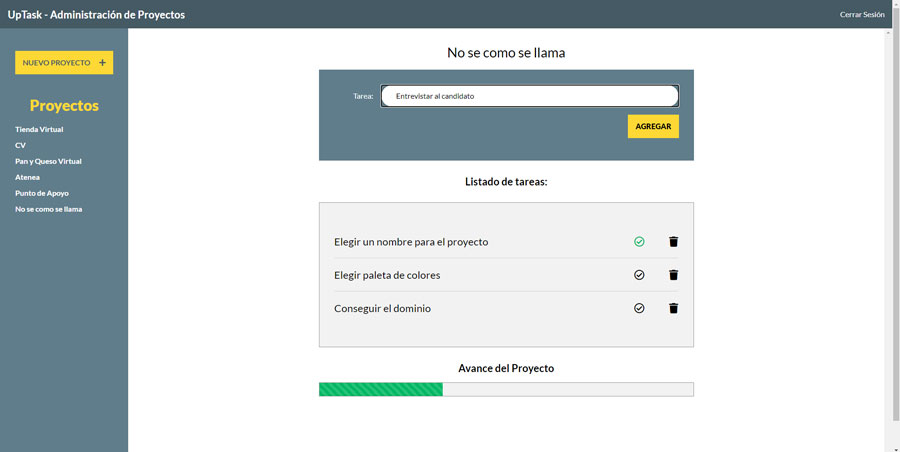 UpTask - Administración de Proyectos
Cerrar Sesión
NUEVO PROYECTO +
Proyectos
Tienda Virtual
CV
Pan y Queso Virtual
Atenea
Punto de Apoyo
No se como se llama
No se como se llama
Tarea: Entrevistar al candidato
AGREGAR
Listado de tareas:
Elegir un nombre para el proyecto
Elegir paleta de colores
Conseguir el dominio
Avance del Proyecto